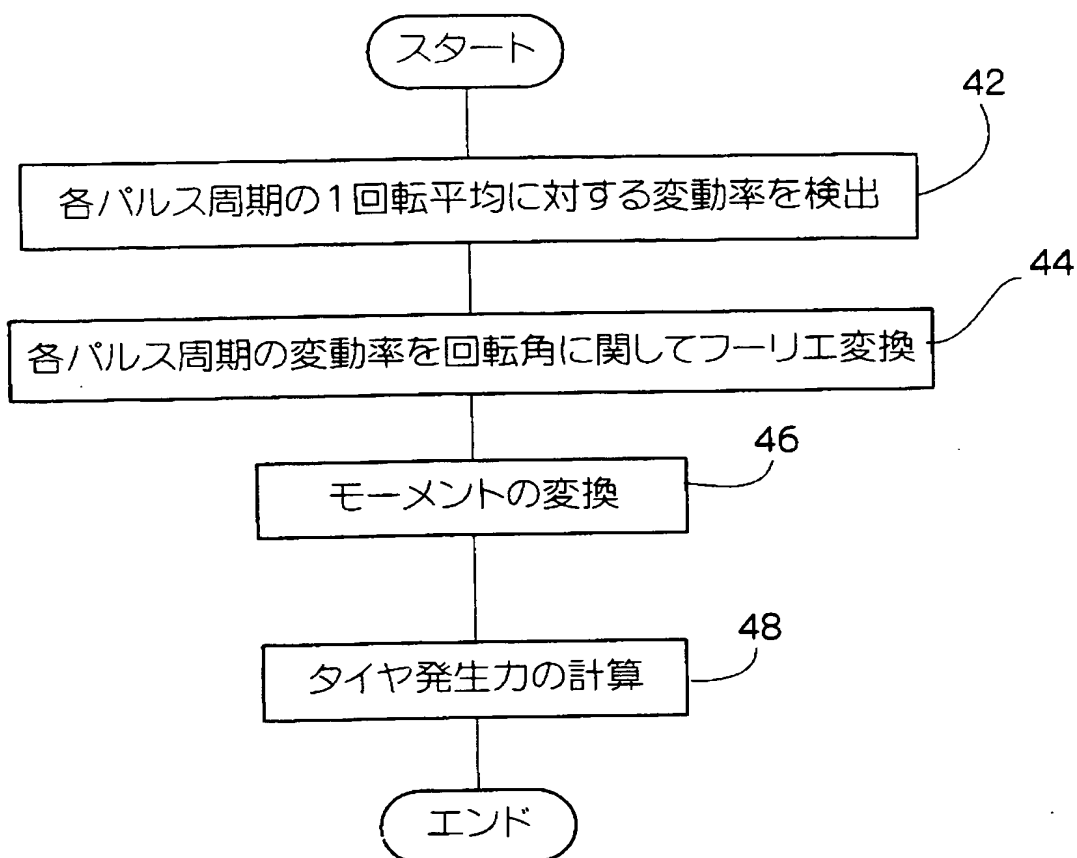 スタート
42
各パルス周期の1回転平均に対する変動率を検出
44
各パルス周期の変動率を回転角に関してフーリエ変換
46
モーメントの変換
48
タイヤ発生力の計算
エンド